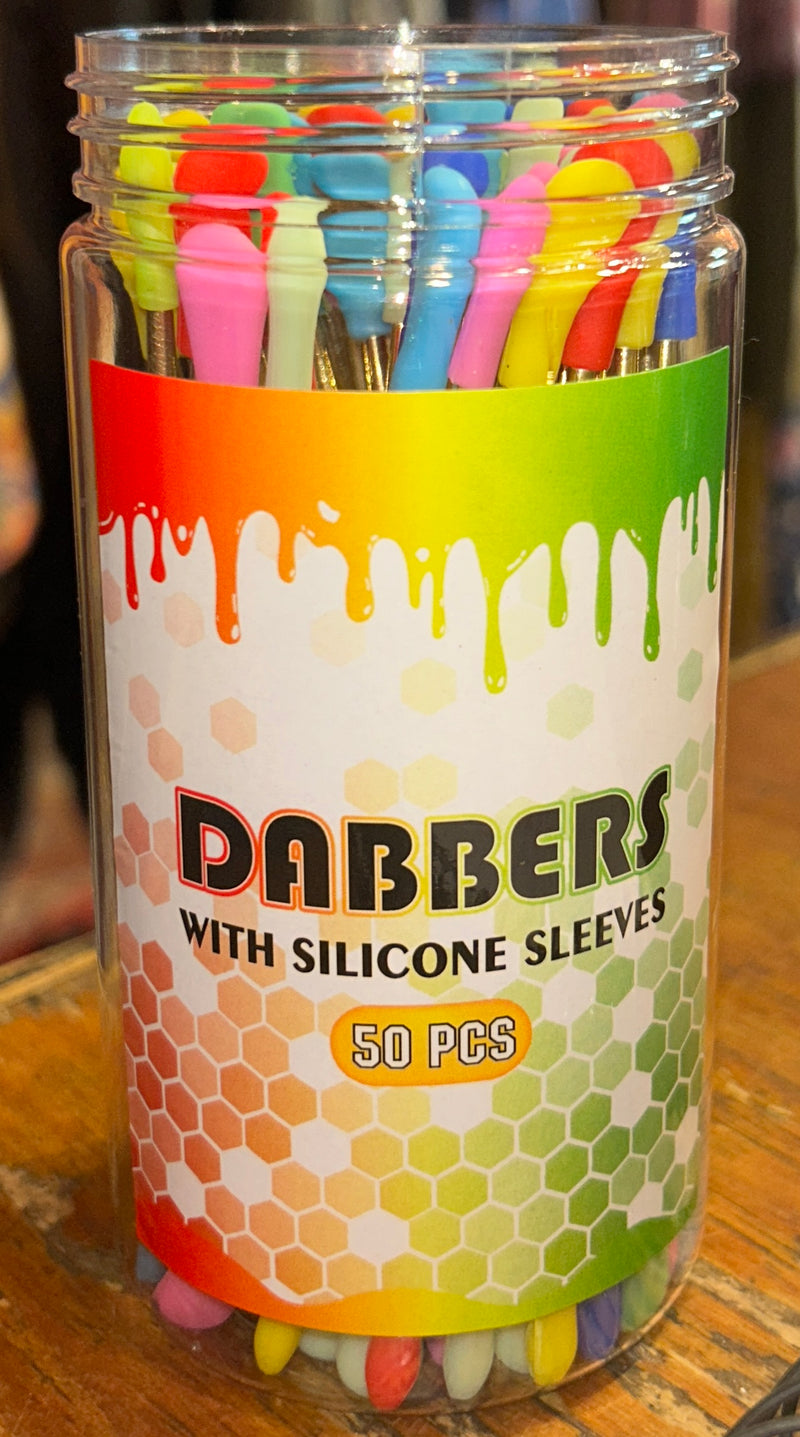 DABBERS
WITH SILICONE SLEEVES
50 PCS